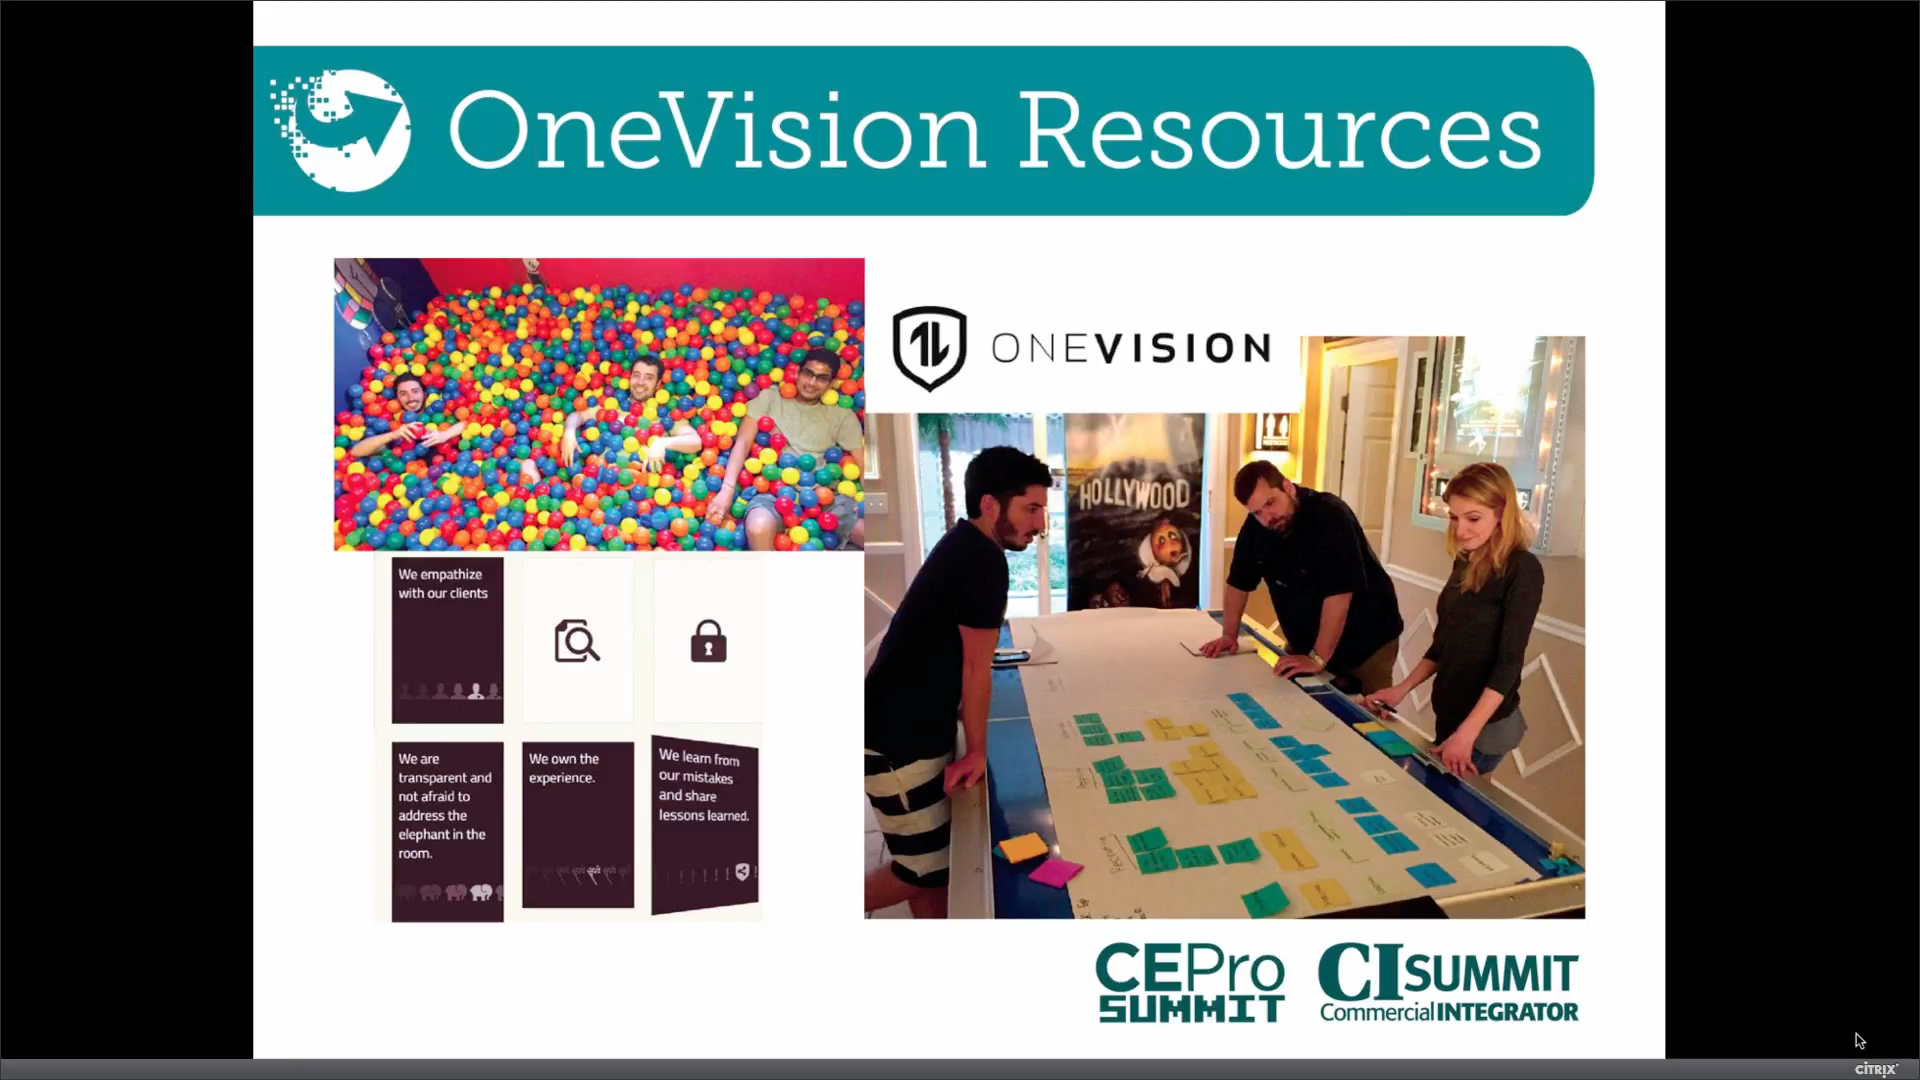 OneVision Resources
ONEVISION
HOLLYWOOD
We empathize
with our clients
We are
transparent and
not afraid to
address the
elephant in the
room.
We own the
experience.
We learn from
our mistakes
and share
lessons learned.
CEPro
SUMMIT
CI SUMMIT
Commercial INTEGRATOR
CITRIX